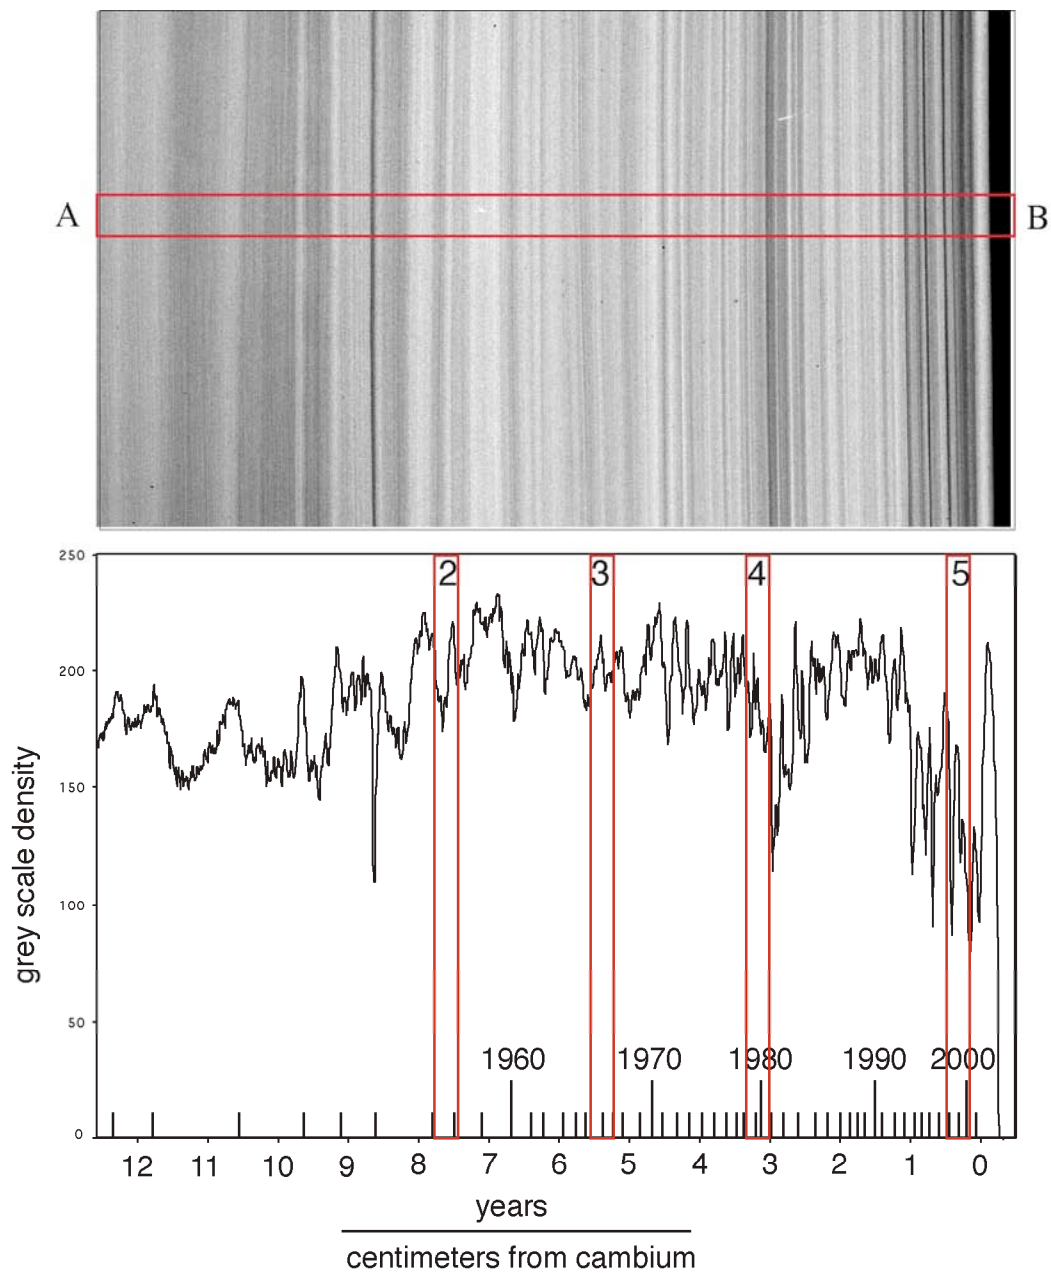 A
B
250
200
150
100
50
0
grey scale density
2 3 4 5
1960 1970 1980 1990 2000
12 11 10 9 8 7 6 5 4 3 2 1 0
years
centimeters from cambium